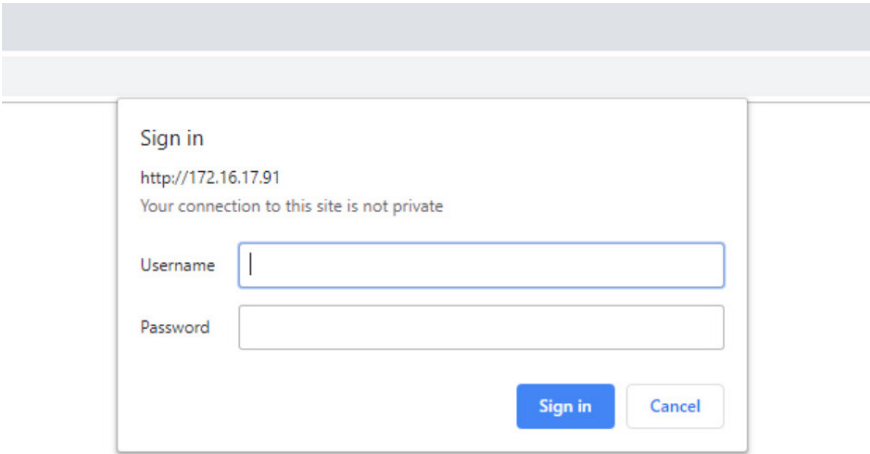 Sign in
http://172.16.17.91
Your connection to this site is not private
Username
Password
Sign in Cancel